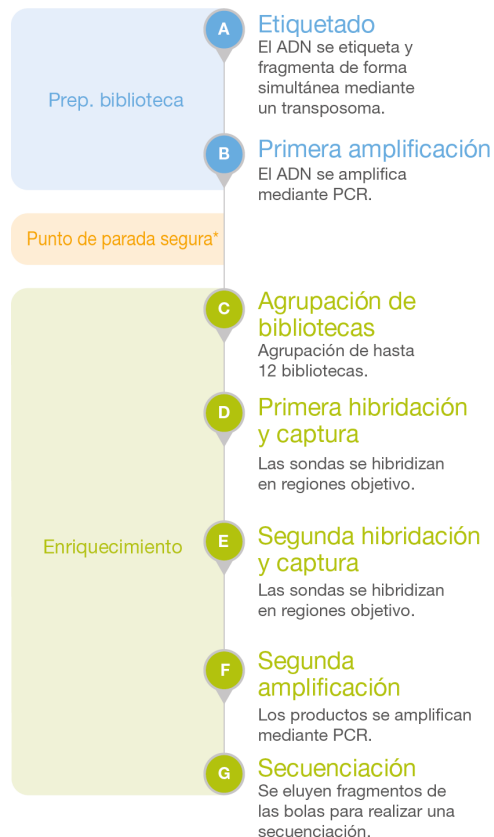 Prep. biblioteca
A
Etiquetado
El ADN se etiqueta y
fragmenta de forma
simultánea mediante
un transposoma.
B
Primera amplificación
El ADN se amplifica
mediante PCR.
Punto de parada segura*
Enriquecimiento
C
Agrupación de
bibliotecas
Agrupación de hasta
12 bibliotecas.
D
Primera hibridación
y captura
Las sondas se hibridizan
en regiones objetivo.
E
Segunda hibridación
y captura
Las sondas se hibridizan
en regiones objetivo.
F
Segunda
amplificación
Los productos se amplifican
mediante PCR.
G
Secuenciación
Se eluyen fragmentos de
las bolas para realizar una
secuenciación.